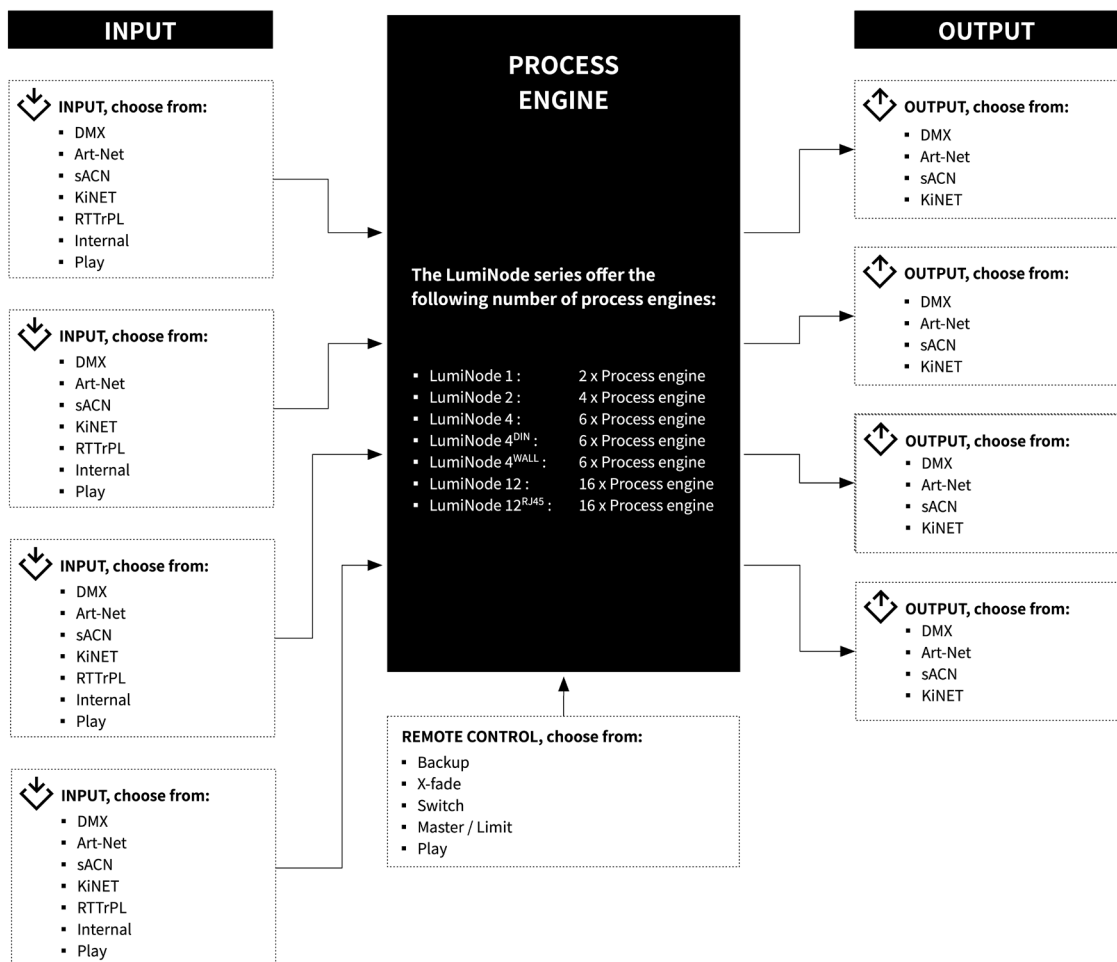 INPUT
INPUT, choose from:
▪ DMX
▪ Art-Net
▪ sACN
▪ KiNET
▪ RTTrPL
▪ Internal
▪ Play
INPUT, choose from:
▪ DMX
▪ Art-Net
▪ sACN
▪ KiNET
▪ RTTrPL
▪ Internal
▪ Play
INPUT, choose from:
▪ DMX
▪ Art-Net
▪ sACN
▪ KiNET
▪ RTTrPL
▪ Internal
▪ Play
INPUT, choose from:
▪ DMX
▪ Art-Net
▪ sACN
▪ KiNET
▪ RTTrPL
▪ Internal
▪ Play
PROCESS
ENGINE
The LumiNode series offer the
following number of process engines:
▪ LumiNode 1 : 2 x Process engine
▪ LumiNode 2 : 4 x Process engine
▪ LumiNode 4 : 6 x Process engine
▪ LumiNode 4DIN : 6 x Process engine
▪ LumiNode 4WALL : 6 x Process engine
▪ LumiNode 12 : 16 x Process engine
▪ LumiNode 12RJ45 : 16 x Process engine
REMOTE CONTROL, choose from:
▪ Backup
▪ X-fade
▪ Switch
▪ Master / Limit
▪ Play
OUTPUT
OUTPUT, choose from:
▪ DMX
▪ Art-Net
▪ sACN
▪ KiNET
OUTPUT, choose from:
▪ DMX
▪ Art-Net
▪ sACN
▪ KiNET
OUTPUT, choose from:
▪ DMX
▪ Art-Net
▪ sACN
▪ KiNET
OUTPUT, choose from:
▪ DMX
▪ Art-Net
▪ sACN
▪ KiNET